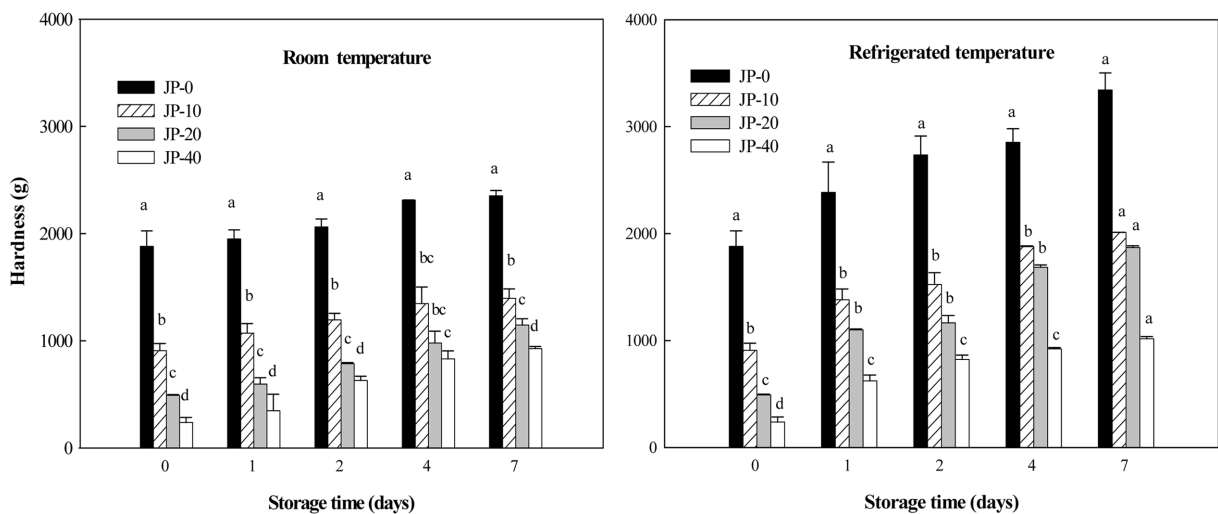 Hardness (g)
4000
3000
2000
1000
0
Room temperature
JP-0
JP-10
JP-20
JP-40
a
b
c
d
a
b
c
d
a
b
c
d
a
bc
bc
c
a
b
c
d
0 1 2 4 7
Storage time (days)
4000
3000
2000
1000
0
Refrigerated temperature
JP-0
JP-10
JP-20
JP-40
a
b
c
d
a
b
b
c
a
b
b
c
a
b
b
c
a
a
a
a
0 1 2 4 7
Storage time (days)